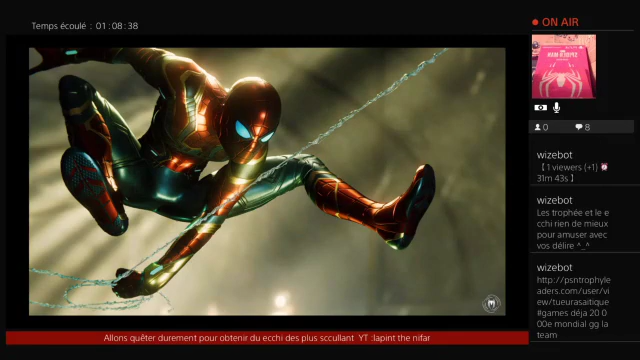 Temps écoulé : 01:08:38
ON AIR
SPIDER-MAN
0 8
wizebot
【 1 viewers (+1) ⏰
31m 43s 】
wizebot
Les trophée et le e
cchi rien de mieux
pour amuser avec
vos délire ^_^
wizebot
http://psntrophyle
aders.com/user/vi
ew/tueurasaitique
#games déja 20 0
00e mondial gg la
team
Allons quêter durement pour obtenir du ecchi des plus sccullant YT :lapint the nifar